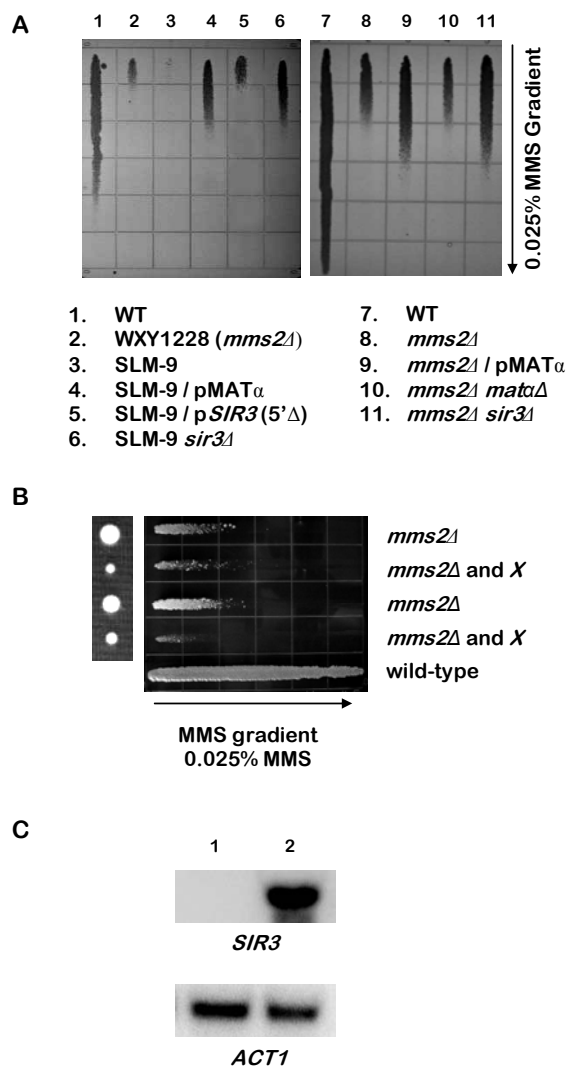 A
1 2 3 4 5 6 7 8 9 10 11
0.025% MMS Gradient
1. WT
2. WXY1228 (mms2Δ)
3. SLM-9
4. SLM-9 / pMATα
5. SLM-9 / pSIR3 (5'Δ)
6. SLM-9 sir3Δ
7. WT
8. mms2Δ
9. mms2Δ / pMATα
10. mms2Δ matαΔ
11. mms2Δ sir3Δ
B
mms2Δ
mms2Δ and X
mms2Δ
mms2Δ and X
wild-type
MMS gradient
0.025% MMS
C
1 2
SIR3
ACT1